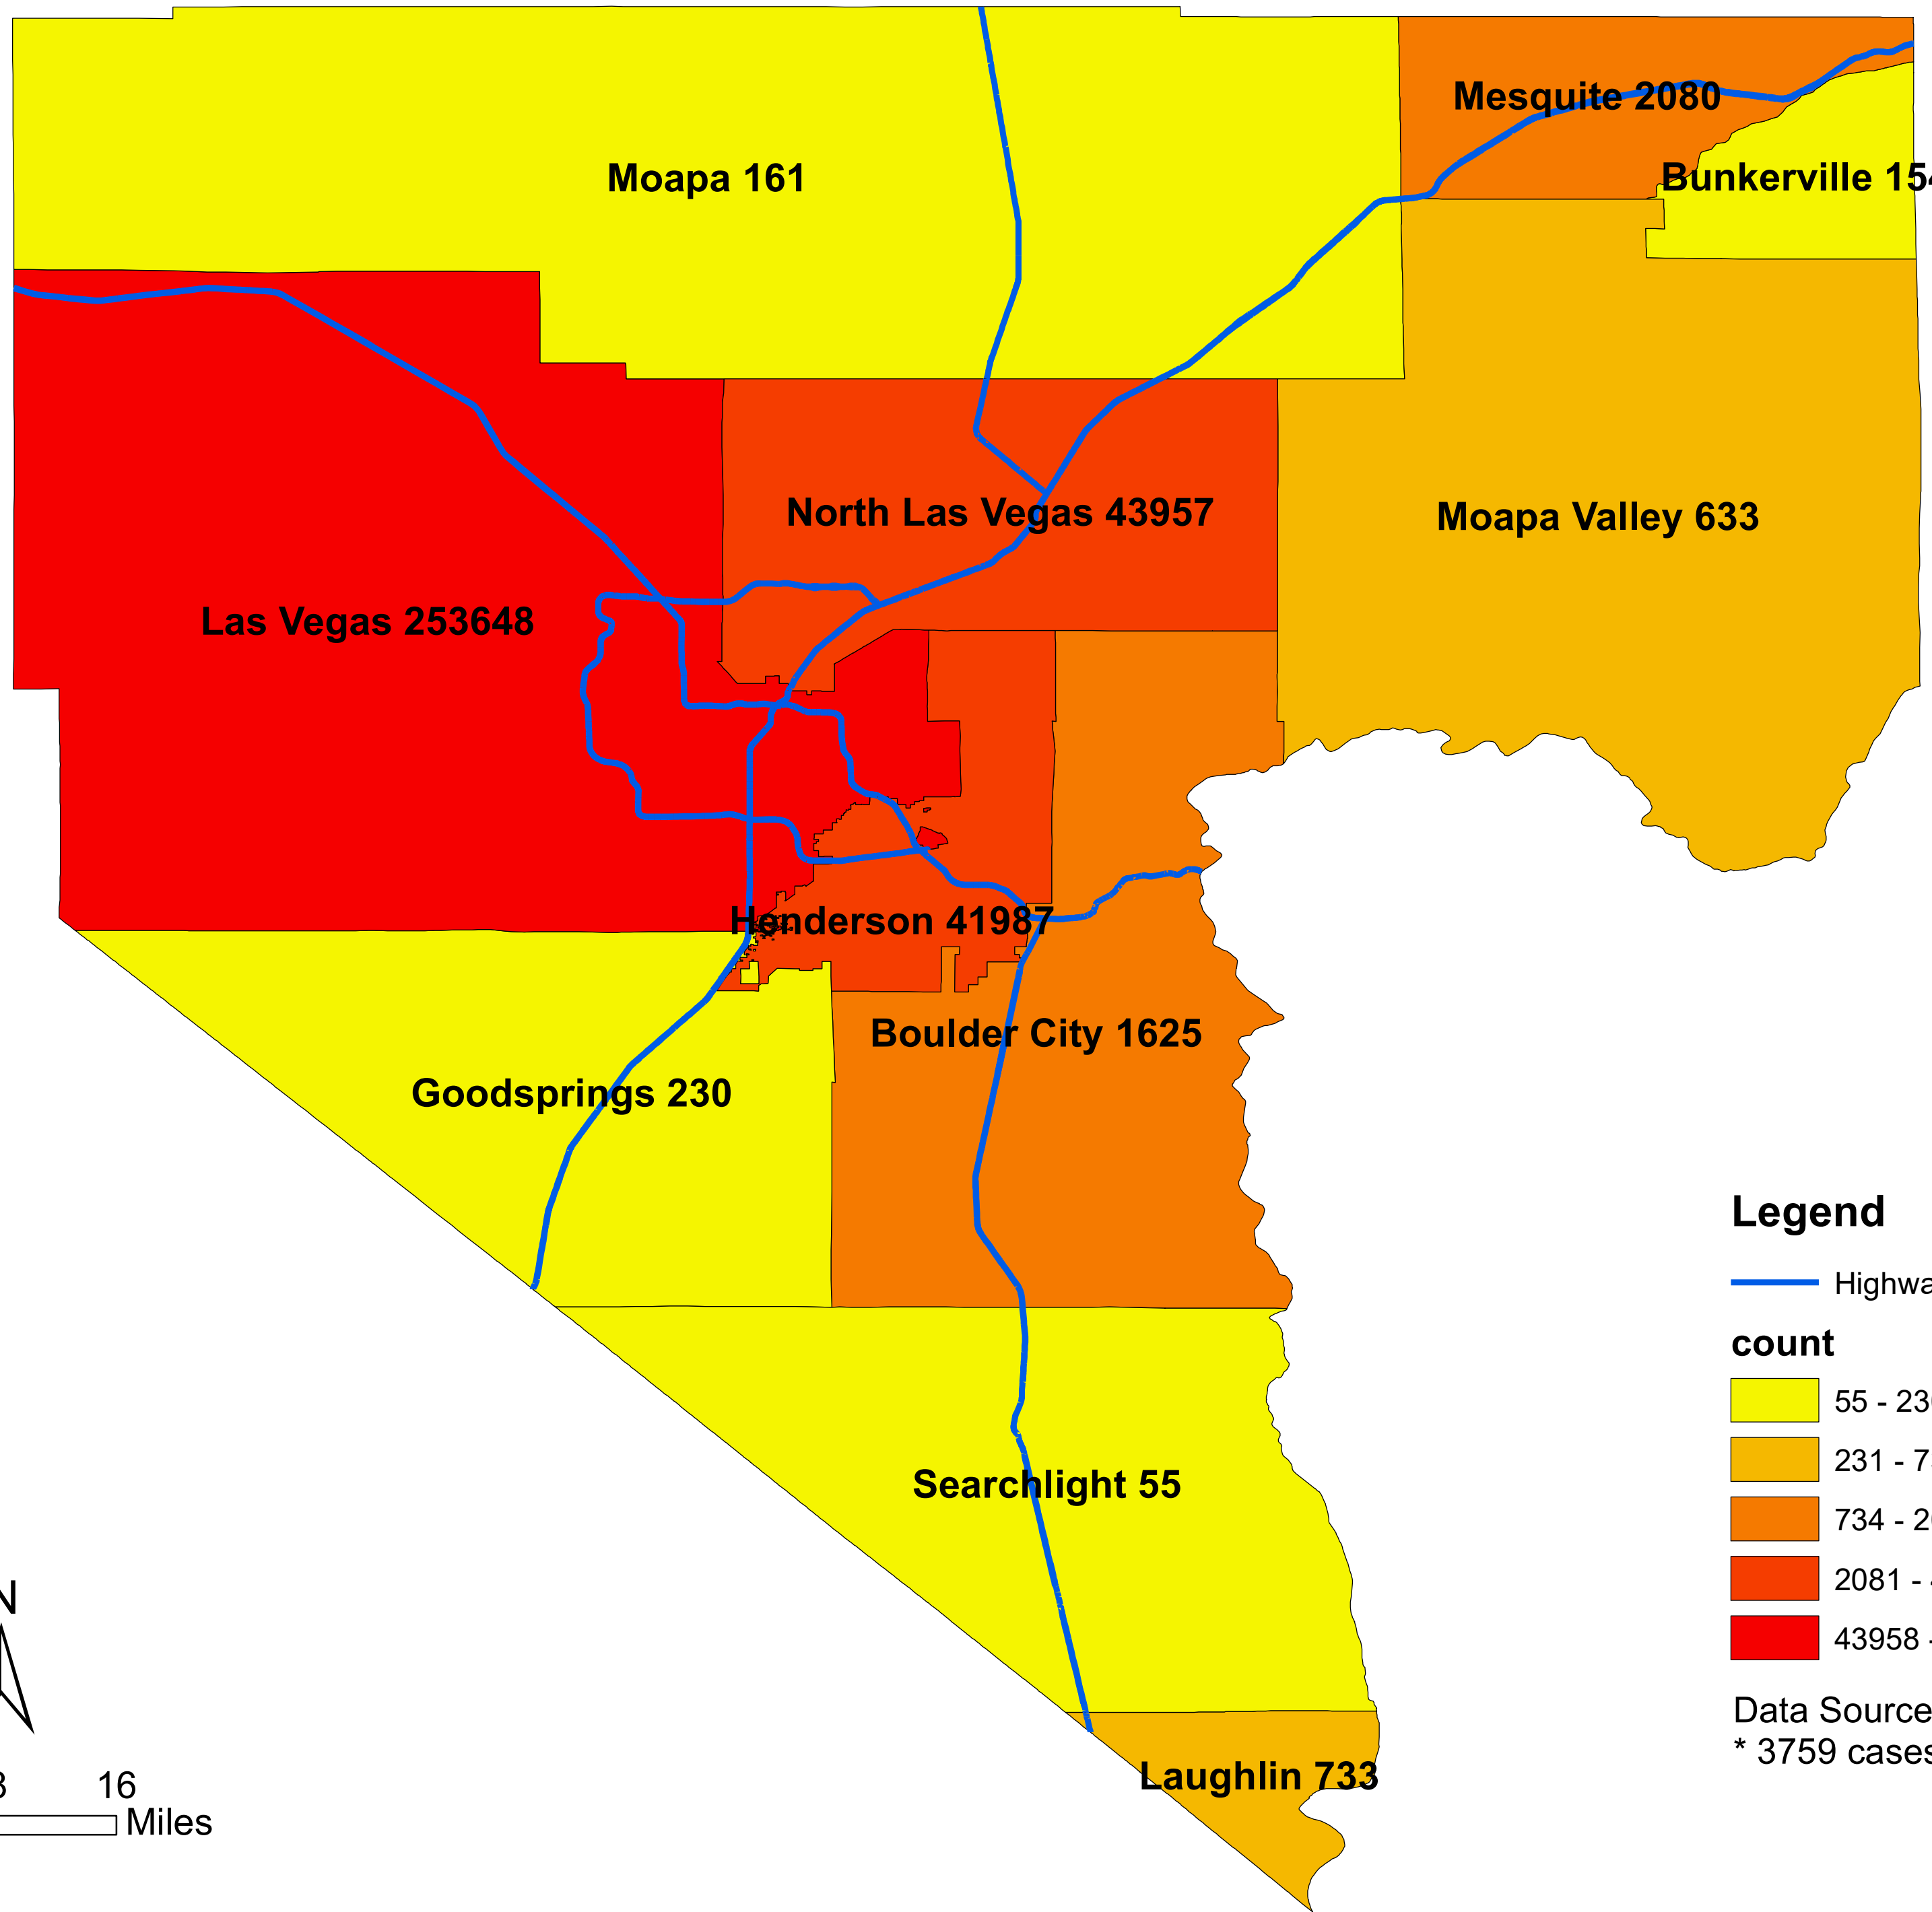 Mesquite 2080
Moapa 161
Bunkerville 154
North Las Vegas 43957
Moapa Valley 633
Las Vegas 253648
Henderson 41987
Boulder City 1625
Goodsprings 230
Legend
Highwa
count
55 - 23
231 - 7
734 - 2
Searchlight 55
2081 -
N
43958 -
Data Source
* 3759 cases
Laughlin 733
16
Miles